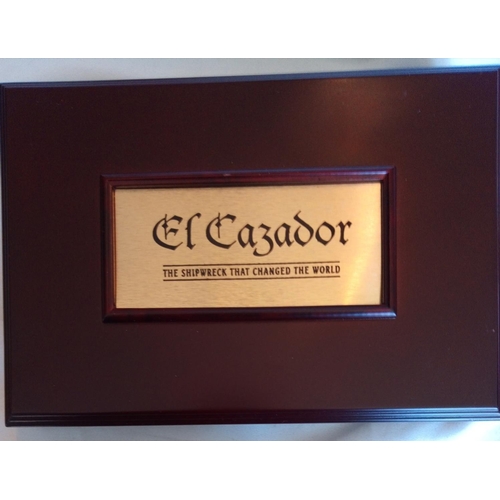 El Cazador
THE SHIPWRECK THAT CHANGED THE WORLD